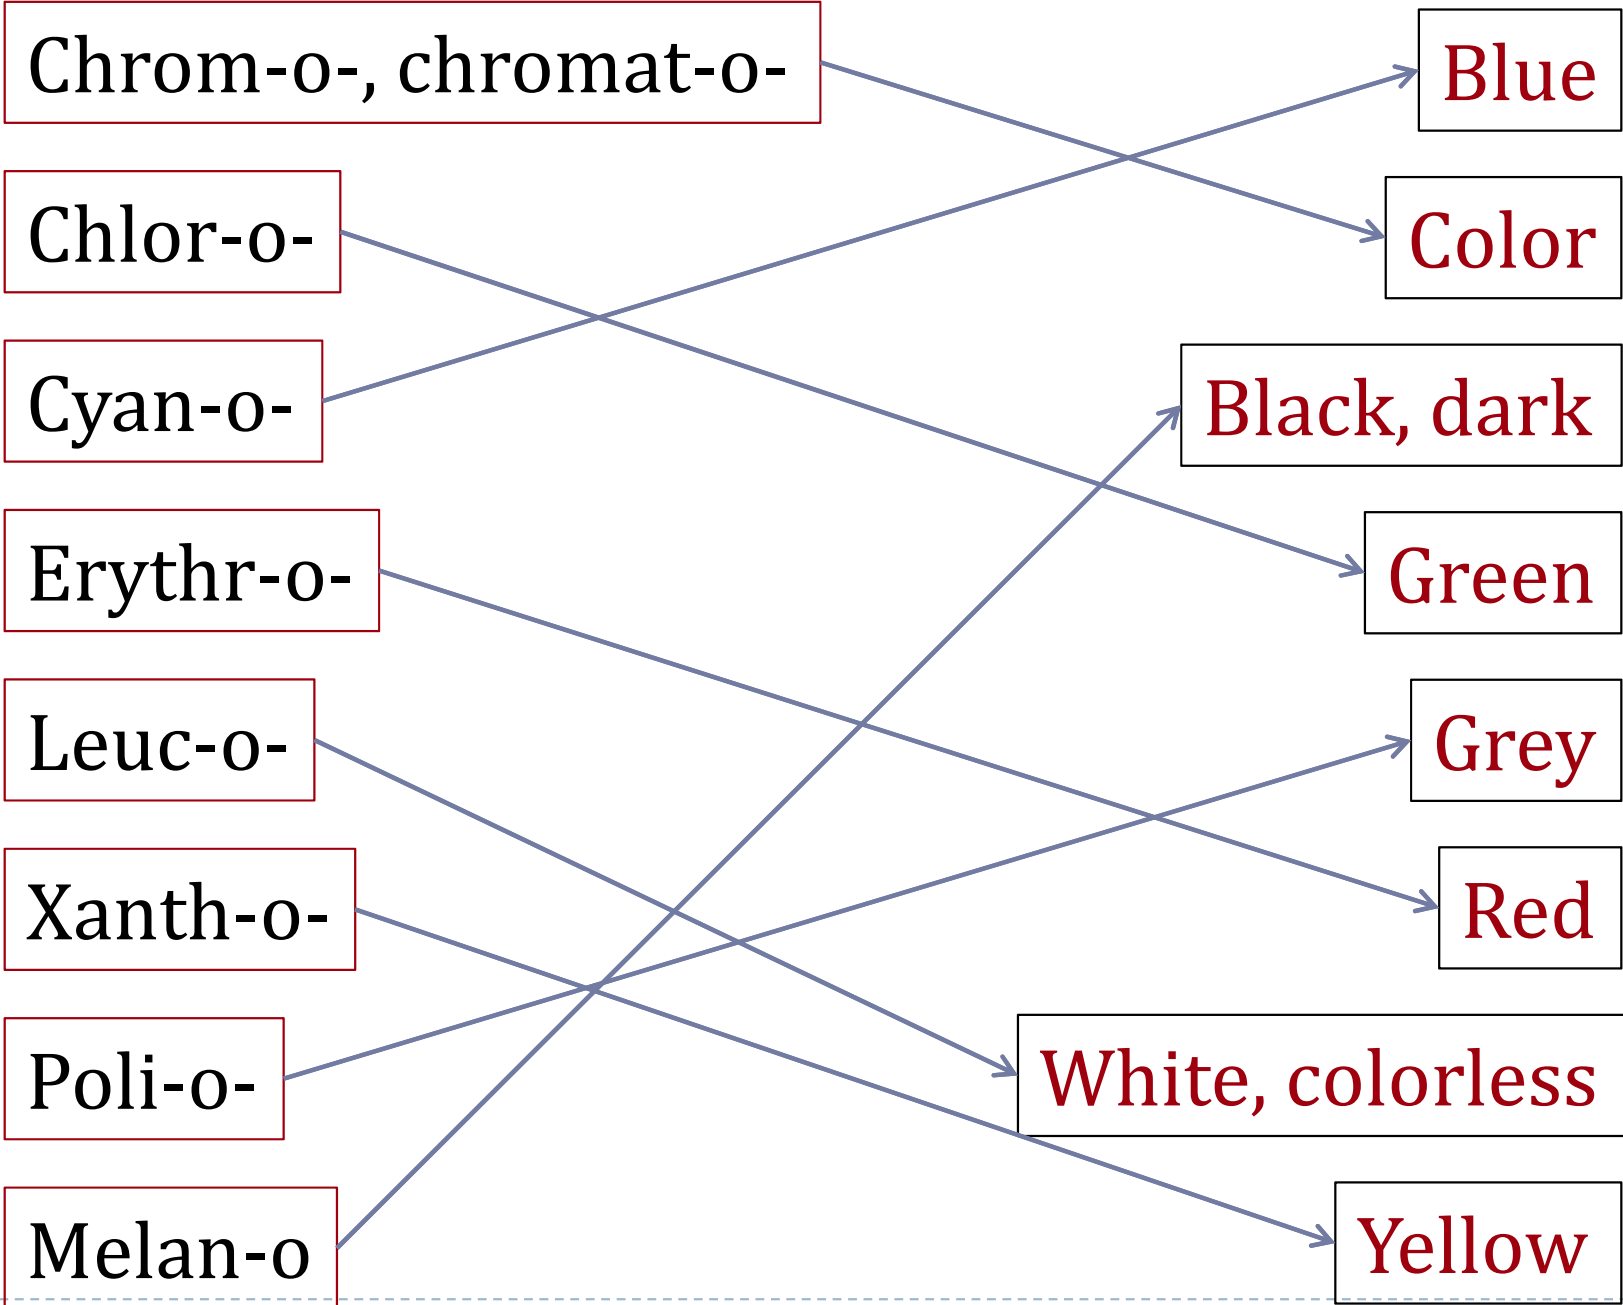 Chrom-o-, chromat-o-
Blue
Chlor-o-
Color
Cyan-o-
Black, dark
Erythr-o-
Green
Leuc-o-
Grey
Xanth-o-
Red
Poli-o-
White, colorless
Melan-o
Yellow